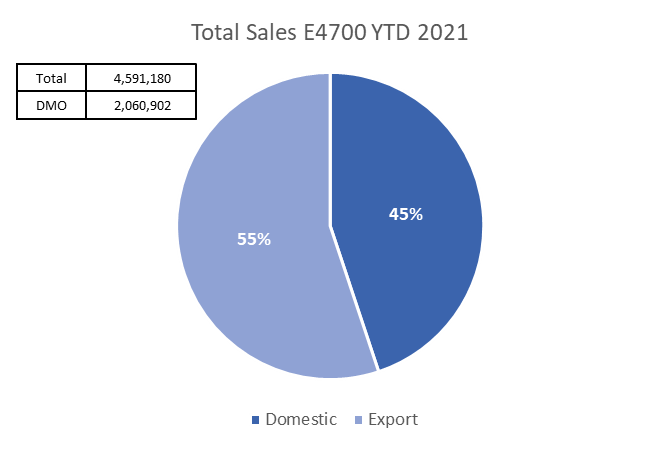 Total Sales E4700 YTD 2021
Total 4,591,180
DMO 2,060,902
45%
55%
Domestic Export